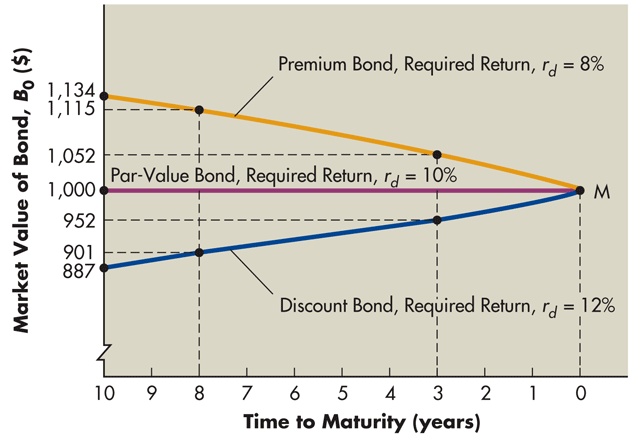 Market Value of Bond, B0 ($)
Premium Bond, Required Return, rd = 8%
1,134
1,115
1,052
Par-Value Bond, Required Return, rd = 10%
1,000
M
952
901
887
Discount Bond, Required Return, rd = 12%
10 9 8 7 6 5 4 3 2 1 0
Time to Maturity (years)